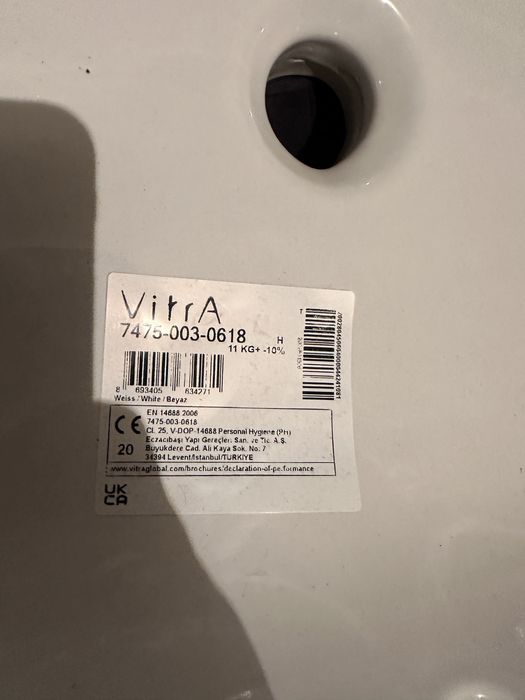 VitrA
7475-003-0618
H
11 KG+ -10%
T
8 693405 634271
Weiss / White / Beyaz
CE
20
EN 14688 2006
7475-003-0618
CL 25, V-DOP-14688 Personal Hygiene (PH)
Eczacıbaşı Yapı Gereçleri San. ve Tic. A.Ş.
Büyükdere Cad. Ali Kaya Sok. No: 7
34394 Levent/Istanbul/TURKIYE
www.vitraglobal.com/brochures/declaration-of-performance
UK
CA